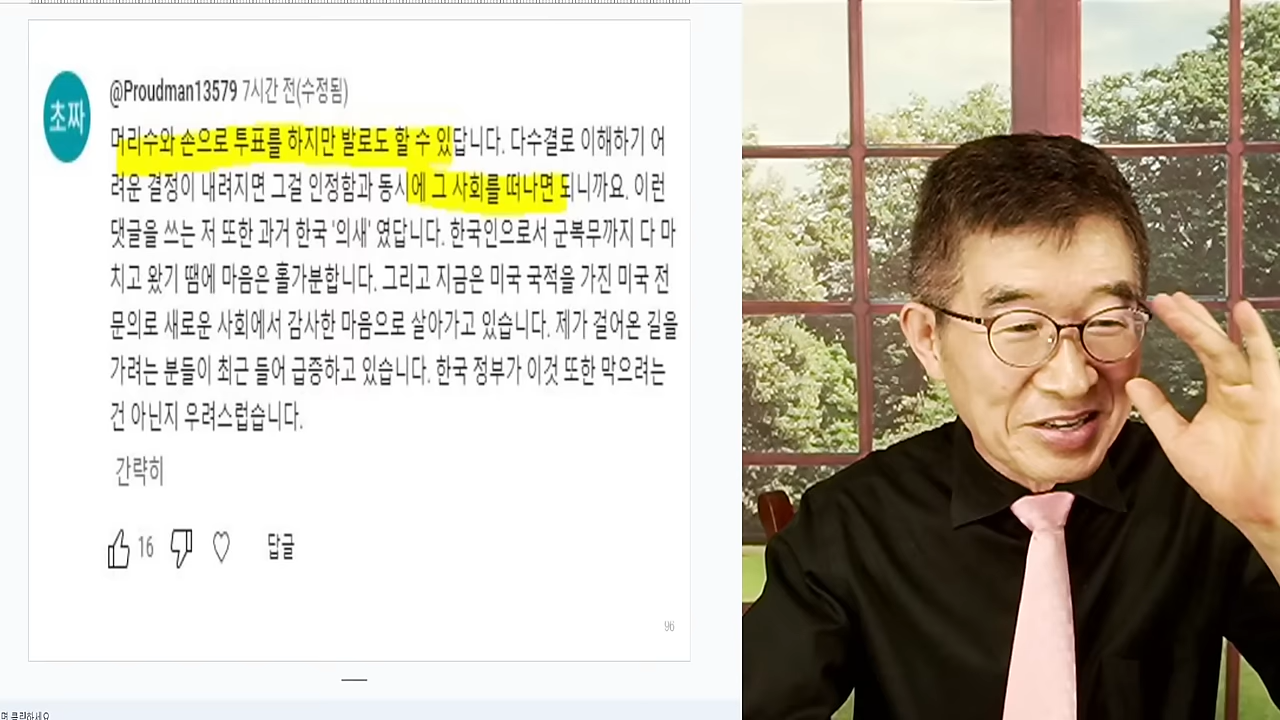 초짜
@Proudman13579 7시간 전(수정됨)
머리수와 손으로 투표를 하지만 발로도 할 수 있답니다. 다수결로 이해하기 어
려운 결정이 내려지면 그걸 인정함과 동시에 그 사회를 떠나면 되니까요. 이런
댓글을 쓰는 저 또한 과거 한국 '의새' 였답니다. 한국인으로서 군복무까지 다 마
치고 왔기 땜에 마음은 홀가분합니다. 그리고 지금은 미국 국적을 가진 미국 전
문의로 새로운 사회에서 감사한 마음으로 살아가고 있습니다. 제가 걸어온 길을
가려는 분들이 최근 들어 급증하고 있습니다. 한국 정부가 이것 또한 막으려는
건 아닌지 우려스럽습니다.
간략히
16 답글
96